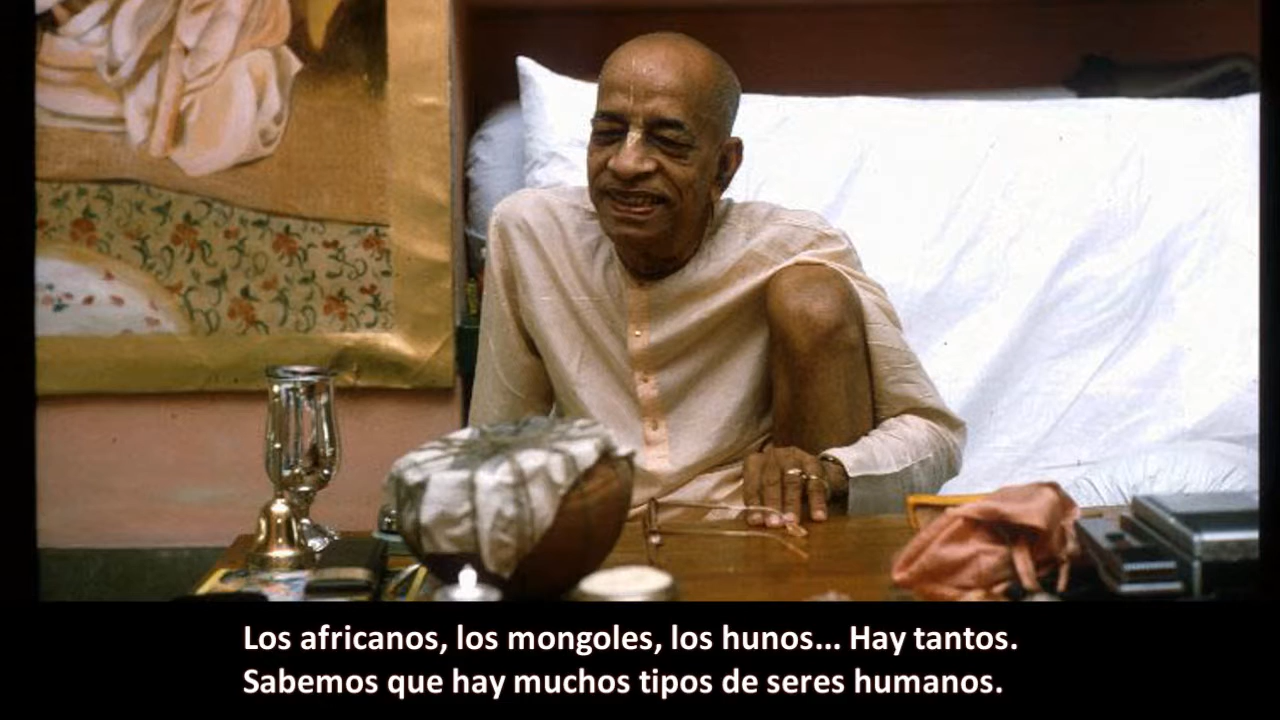 Los africanos, los mongoles, los hunos... Hay tantos.
Sabemos que hay muchos tipos de seres humanos.